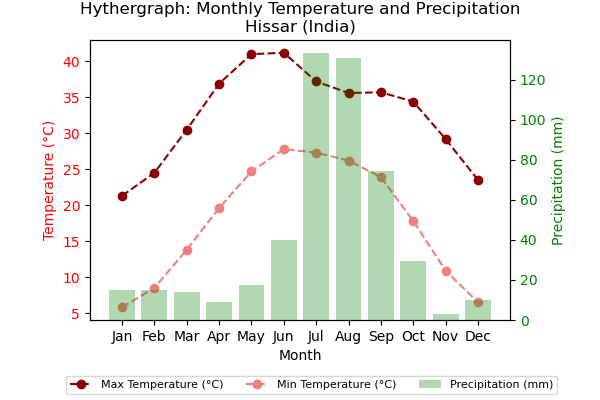 Hythergraph: Monthly Temperature and Precipitation
Hissar (India)
Temperature (°C)
40
35
30
25
20
15
10
5
120
100
80
60
40
20
0
Precipitation (mm)
Jan Feb Mar Apr May Jun Jul Aug Sep Oct Nov Dec
Month
Max Temperature (°C) Min Temperature (°C) Precipitation (mm)